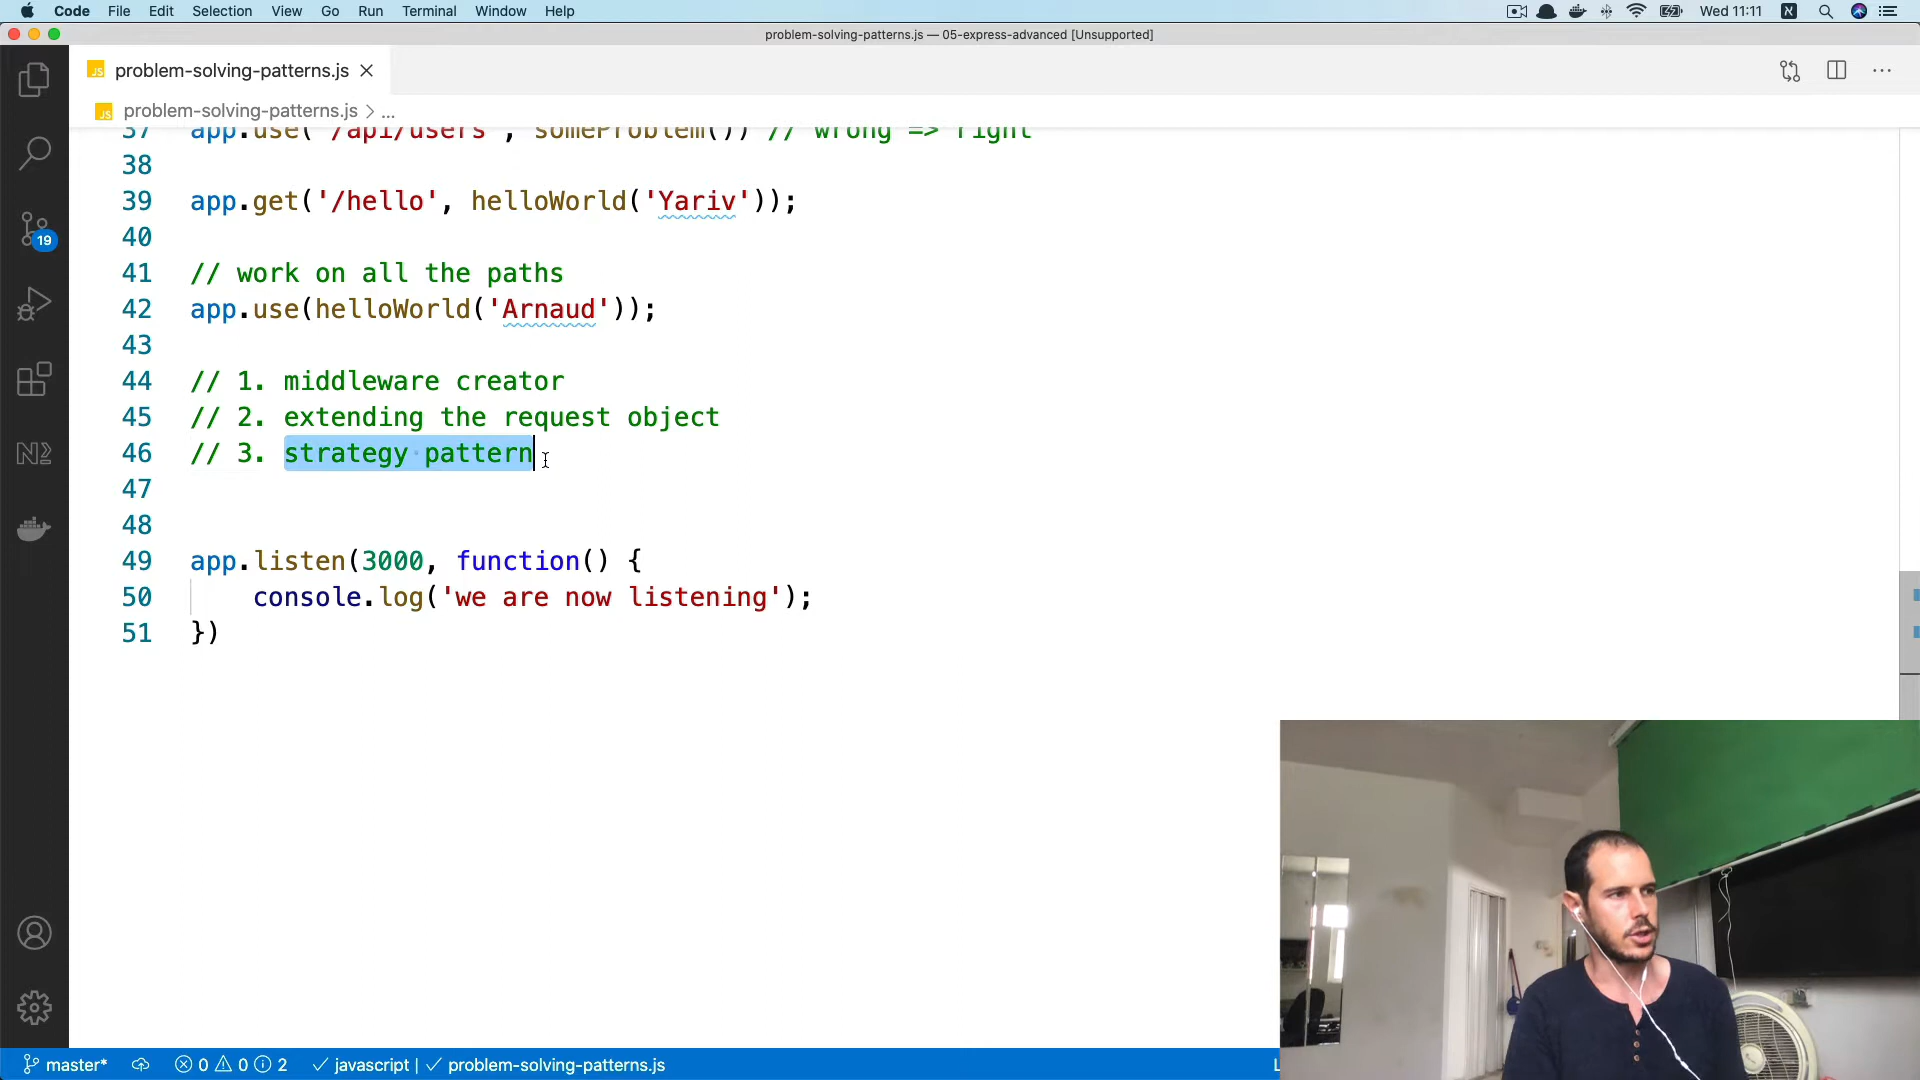 Code File Edit Selection View Go Run Terminal Window Help Wed 11:11
problem-solving-patterns.js — 05-express-advanced [Unsupported]
JS problem-solving-patterns.js
JS problem-solving-patterns.js > ...
37 app.use('/api/users', someProblem()) // wrong => right
38
39 app.get('/hello', helloWorld('Yariv'));
40
41 // work on all the paths
42 app.use(helloWorld('Arnaud'));
43
44 // 1. middleware creator
45 // 2. extending the request object
46 // 3. strategy pattern
47
48
49 app.listen(3000, function() {
50 console.log('we are now listening');
51 })
19
master* 0 0 2 javascript | problem-solving-patterns.js